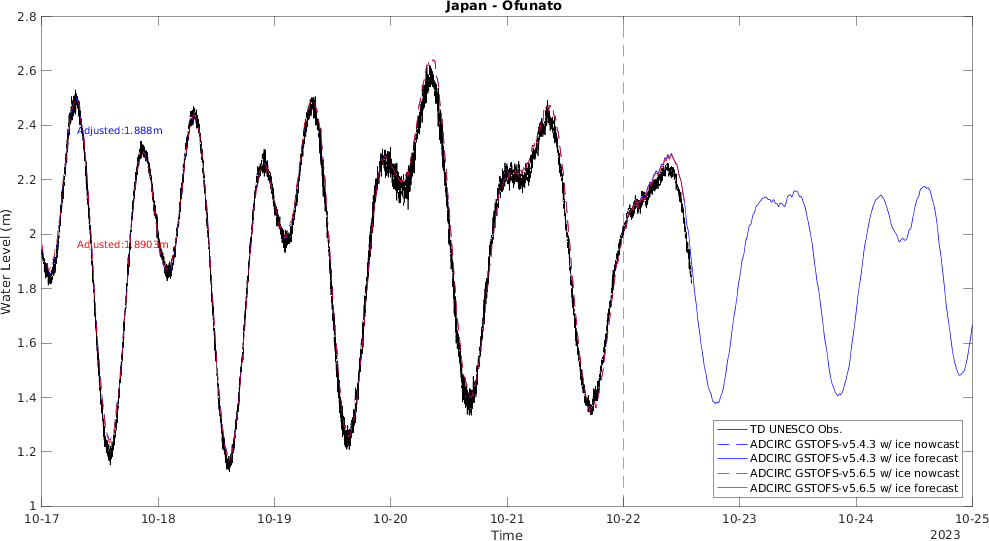 Japan - Ofunato
Water Level (m)
2.8
2.6
2.4
2.2
2
1.8
1.6
1.4
1.2
1
Adjusted:1.888m
Adjusted:1.8903m
TD UNESCO Obs.
ADCIRC GSTOFS-v5.4.3 w/ ice nowcast
ADCIRC GSTOFS-v5.4.3 w/ ice forecast
ADCIRC GSTOFS-v5.6.5 w/ ice nowcast
ADCIRC GSTOFS-v5.6.5 w/ ice forecast
10-17 10-18 10-19 10-20 10-21 10-22 10-23 10-24 10-25
Time
2023